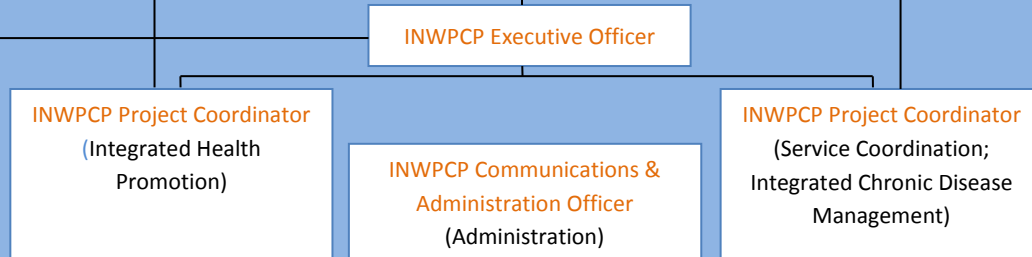 INWPCP Executive Officer
INWPCP Project Coordinator
(Integrated Health
Promotion)
INWPCP Communications &
Administration Officer
(Administration)
INWPCP Project Coordinator
(Service Coordination;
Integrated Chronic Disease
Management)